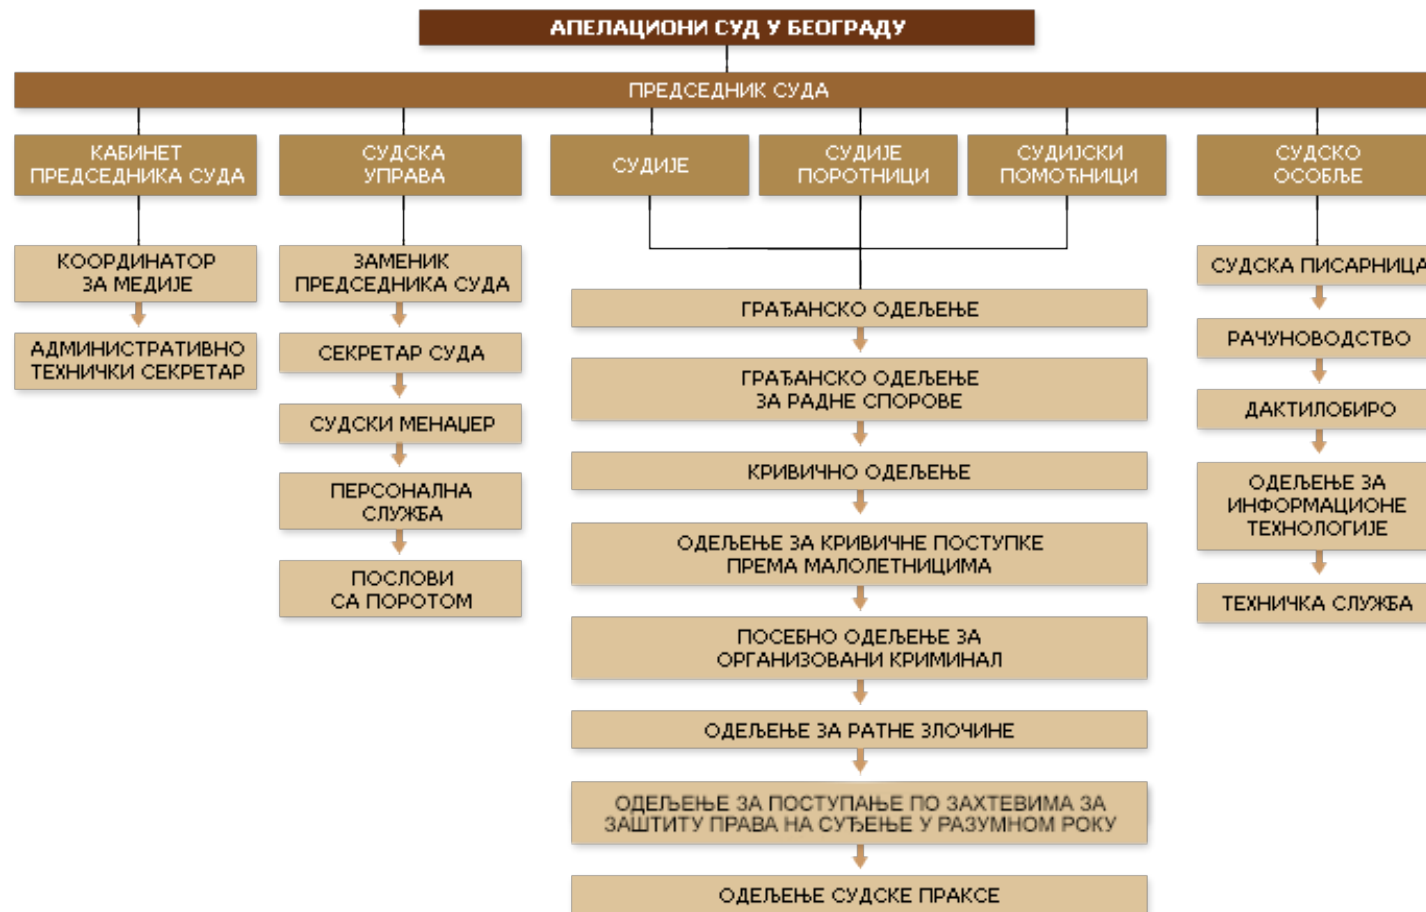 АПЕЛАЦИОНИ СУД У БЕОГРАДУ
ПРЕДСЕДНИК СУДА
КАБИНЕТ
ПРЕДСЕДНИКА СУДА
КООРДИНАТОР
ЗА МЕДИЈЕ
АДМИНИСТРАТИВНО
ТЕХНИЧКИ СЕКРЕТАР
СУДСКА
УПРАВА
ЗАМЕНИК
ПРЕДСЕДНИКА СУДА
СЕКРЕТАР СУДА
СУДСКИ МЕНАЏЕР
ПЕРСОНАЛНА
СЛУЖБА
ПОСЛОВИ
СА ПОРОТОМ
СУДИЈЕ
СУДИЈЕ
ПОРОТНИЦИ
СУДИЈСКИ
ПОМОЋНИЦИ
ГРАЂАНСКО ОДЕЉЕЊЕ
ГРАЂАНСКО ОДЕЉЕЊЕ
ЗА РАДНЕ СПОРОВЕ
КРИВИЧНО ОДЕЉЕЊЕ
ОДЕЉЕЊЕ ЗА КРИВИЧНЕ ПОСТУПКЕ
ПРЕМА МАЛОЛЕТНИЦИМА
ПОСЕБНО ОДЕЉЕЊЕ ЗА
ОРГАНИЗОВАНИ КРИМИНАЛ
ОДЕЉЕЊЕ ЗА РАТНЕ ЗЛОЧИНЕ
ОДЕЉЕЊЕ ЗА ПОСТУПАЊЕ ПО ЗАХТЕВИМА ЗА
ЗАШТИТУ ПРАВА НА СУЂЕЊЕ У РАЗУМНОМ РОКУ
ОДЕЉЕЊЕ СУДСКЕ ПРАКСЕ
СУДСКО
ОСОБЉЕ
СУДСКА ПИСАРНИЦА
РАЧУНОВОДСТВО
ДАКТИЛОБИРО
ОДЕЉЕЊЕ ЗА
ИНФОРМАЦИОНЕ
ТЕХНОЛОГИЈЕ
ТЕХНИЧКА СЛУЖБА